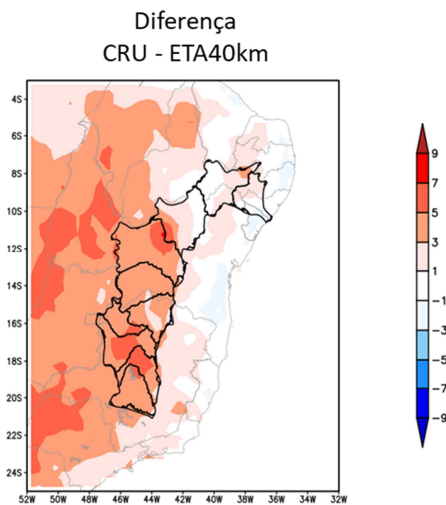 Diferença
CRU - ETA40km
4S
6S
8S
10S
12S
14S
16S
18S
20S
22S
24S
52W 50W 48W 46W 44W 42W 40W 38W 36W 34W 32W
9
7
5
3
1
-1
-3
-5
-7
-9